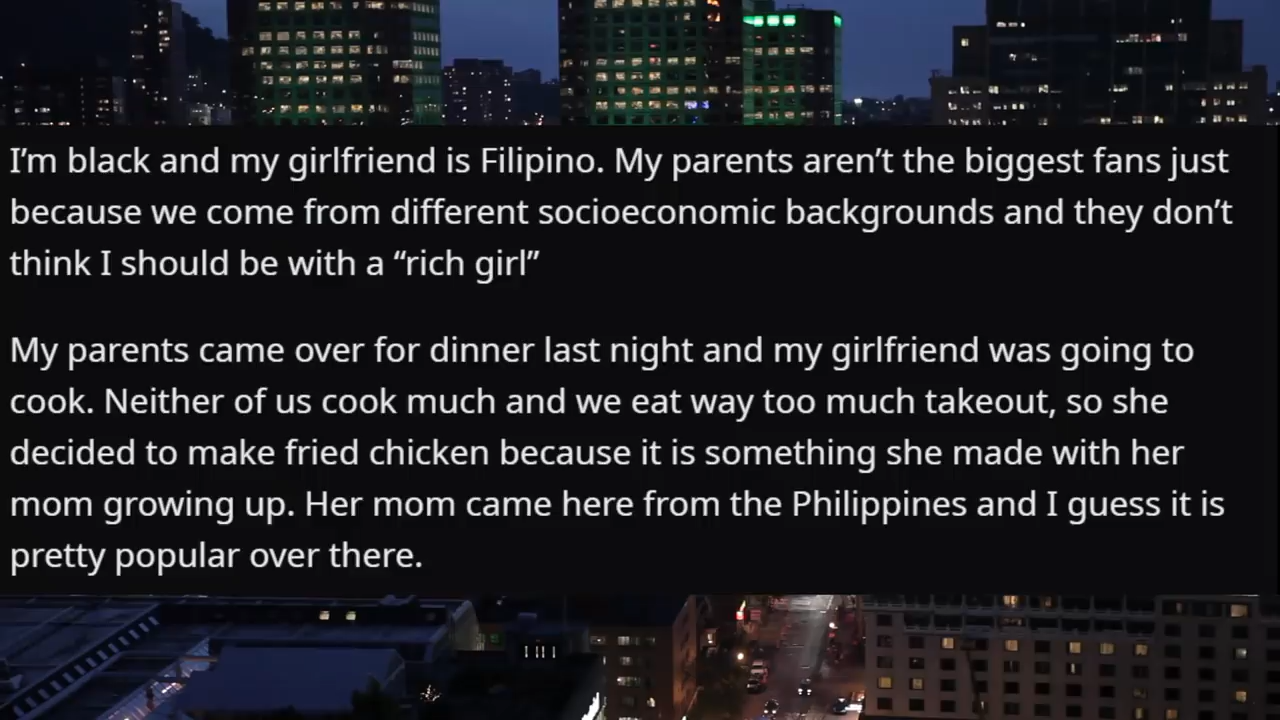 I’m black and my girlfriend is Filipino. My parents aren’t the biggest fans just
because we come from different socioeconomic backgrounds and they don’t
think I should be with a “rich girl”
My parents came over for dinner last night and my girlfriend was going to
cook. Neither of us cook much and we eat way too much takeout, so she
decided to make fried chicken because it is something she made with her
mom growing up. Her mom came here from the Philippines and I guess it is
pretty popular over there.